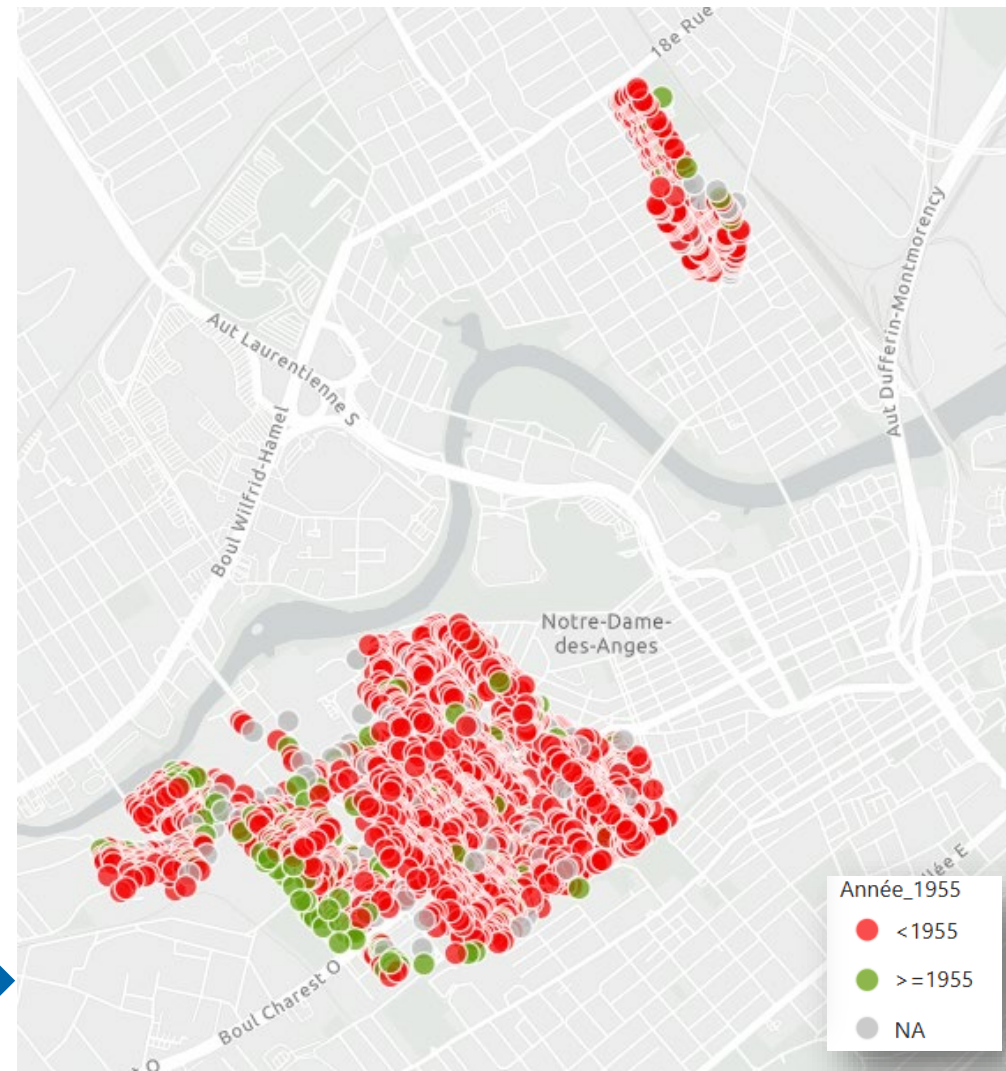 18e Rue
Aut Laurentienne S
Aut Dufferin-Montmorency
Boul Wilfrid-Hamel
Notre-Dame-
des-Anges
llée E
Année_1955
<1955
>=1955
NA
Boul Charest O
t O